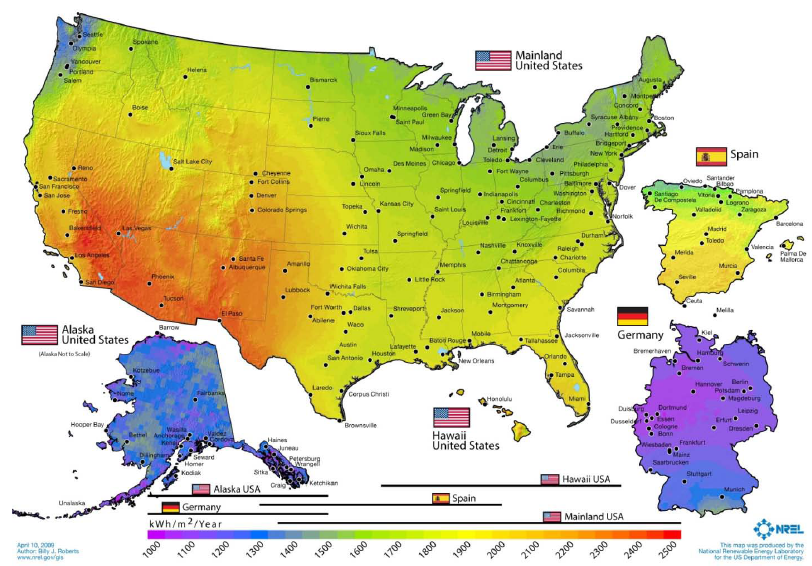 Mainland
United States
Seattle
Olympia
Spokane
Vancouver
Portland
Salem
Helena
Bismarck
Boise
Pierre
Minneapolis
Saint Paul
Green Bay
Sioux Falls
Milwaukee
Madison
Lansing
Detroit
Augusta
Montpelier
Concord
Syracuse Albany
Boston
Providence
Hartford
Bridgeport
Buffalo
Erie
New York
Reno
Sacramento
San Francisco
San Jose
Salt Lake City
Cheyenne
Fort Collins
Denver
Colorado Springs
Omaha
Lincoln
Des Moines
Chicago
Toledo
Cleveland
Fort Wayne
Philadelphia
Pittsburgh
Columbus
Baltimore
Washington
Dover
Springfield
Indianapolis
Cincinnati
Charleston
Frankfort
Lexington-Fayette
Richmond
Norfolk
Fresno
Bakersfield
Las Vegas
Topeka
Kansas City
Saint Louis
Louisville
Wichita
Springfield
Durham
Raleigh
Nashville
Knoxville
Charlotte
Chattanooga
Columbia
Los Angeles
San Diego
Phoenix
Tucson
Santa Fe
Albuquerque
Amarillo
Lubbock
El Paso
Tulsa
Oklahoma City
Wichita Falls
Memphis
Little Rock
Atlanta
Birmingham
Montgomery
Savannah
Fort Worth
Dallas
Abilene
Waco
Shreveport
Jackson
Austin
San Antonio
Houston
Lafayette
Baton Rouge
Mobile
New Orleans
Tallahassee
Jacksonville
Orlando
Tampa
Miami
Laredo
Corpus Christi
Brownsville
Spain
Oviedo
Santander
Bilbao
Pamplona
Santiago
De Compostela
Vitoria
Logrono
Valladolid
Zaragoza
Barcelona
Madrid
Toledo
Valencia
Palma De
Mallorca
Merida
Murcia
Seville
Ceuta
Melilla
Alaska
United States
(Alaska Not to Scale)
Barrow
Kotzebue
Nome
Fairbanks
Hooper Bay
Bethel
Wasilla
Anchorage
Kenai
Valdez
Cordova
Seward
Dillingham
Homer
Kodiak
Unalaska
Haines
Juneau
Petersburg
Wrangell
Sitka
Craig
Ketchikan
Honolulu
Hawaii
United States
Germany
Kiel
Bremerhaven
Hamburg
Schwerin
Bremen
Hannover
Berlin
Potsdam
Magdeburg
Duisburg
Dortmund
Essen
Dusseldorf
Cologne
Bonn
Leipzig
Erfurt
Dresden
Wiesbaden
Frankfurt
Mainz
Saarbrucken
Stuttgart
Munich
Alaska USA
Hawaii USA
Germany
Spain
Mainland USA
kWh/m2/Year
1000 1100 1200 1300 1400 1500 1600 1700 1800 1900 2000 2100 2200 2300 2400 2500
April 10, 2009
Author: Billy J. Roberts
www.nrel.gov/gis
NREL
This map was produced by the
National Renewable Energy Laboratory
for the US Department of Energy.